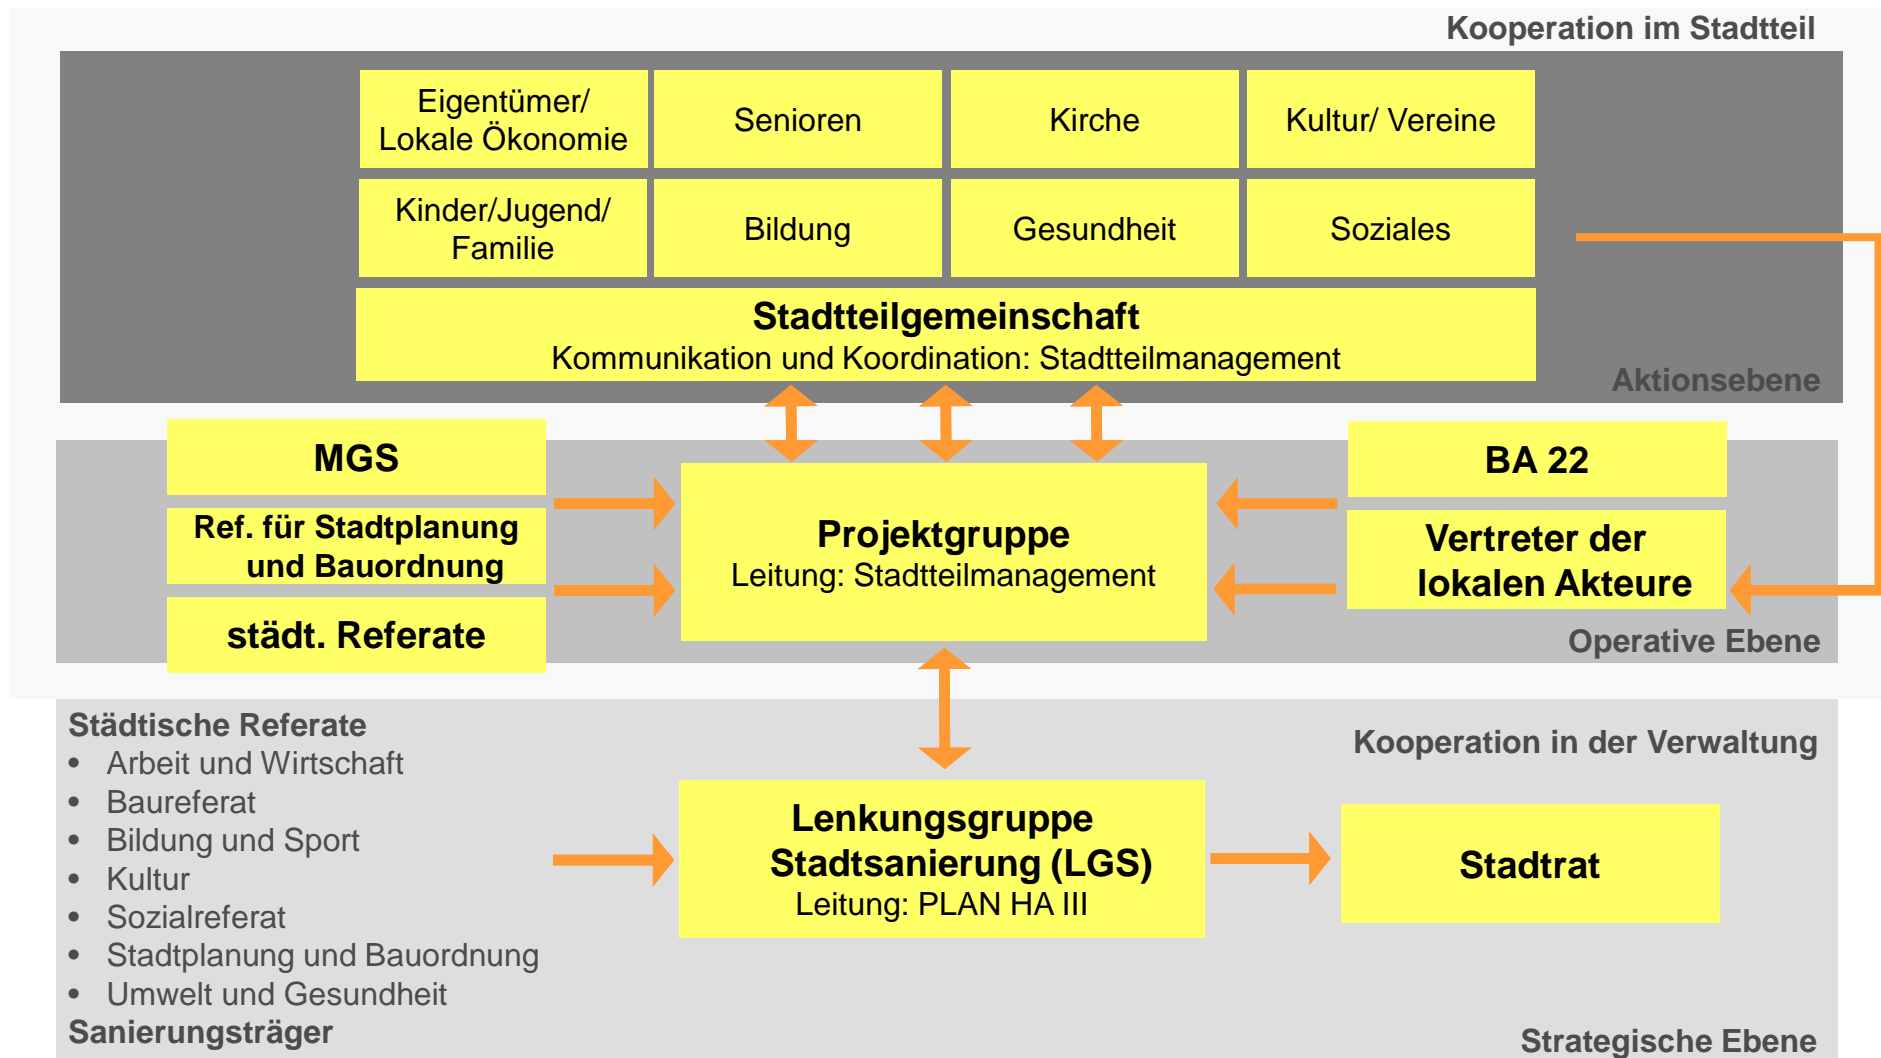 Kooperation im Stadtteil
Eigentümer/
Lokale Ökonomie
Senioren
Kirche
Kultur/ Vereine
Kinder/Jugend/
Familie
Bildung
Gesundheit
Soziales
Stadtteilgemeinschaft
Kommunikation und Koordination: Stadtteilmanagement
Aktionsebene
MGS
Ref. für Stadtplanung
und Bauordnung
städt. Referate
Projektgruppe
Leitung: Stadtteilmanagement
BA 22
Vertreter der
lokalen Akteure
Operative Ebene
Städtische Referate
• Arbeit und Wirtschaft
• Baureferat
• Bildung und Sport
• Kultur
• Sozialreferat
• Stadtplanung und Bauordnung
• Umwelt und Gesundheit
Sanierungsträger
Kooperation in der Verwaltung
Lenkungsgruppe
Stadtsanierung (LGS)
Leitung: PLAN HA III
Stadtrat
Strategische Ebene